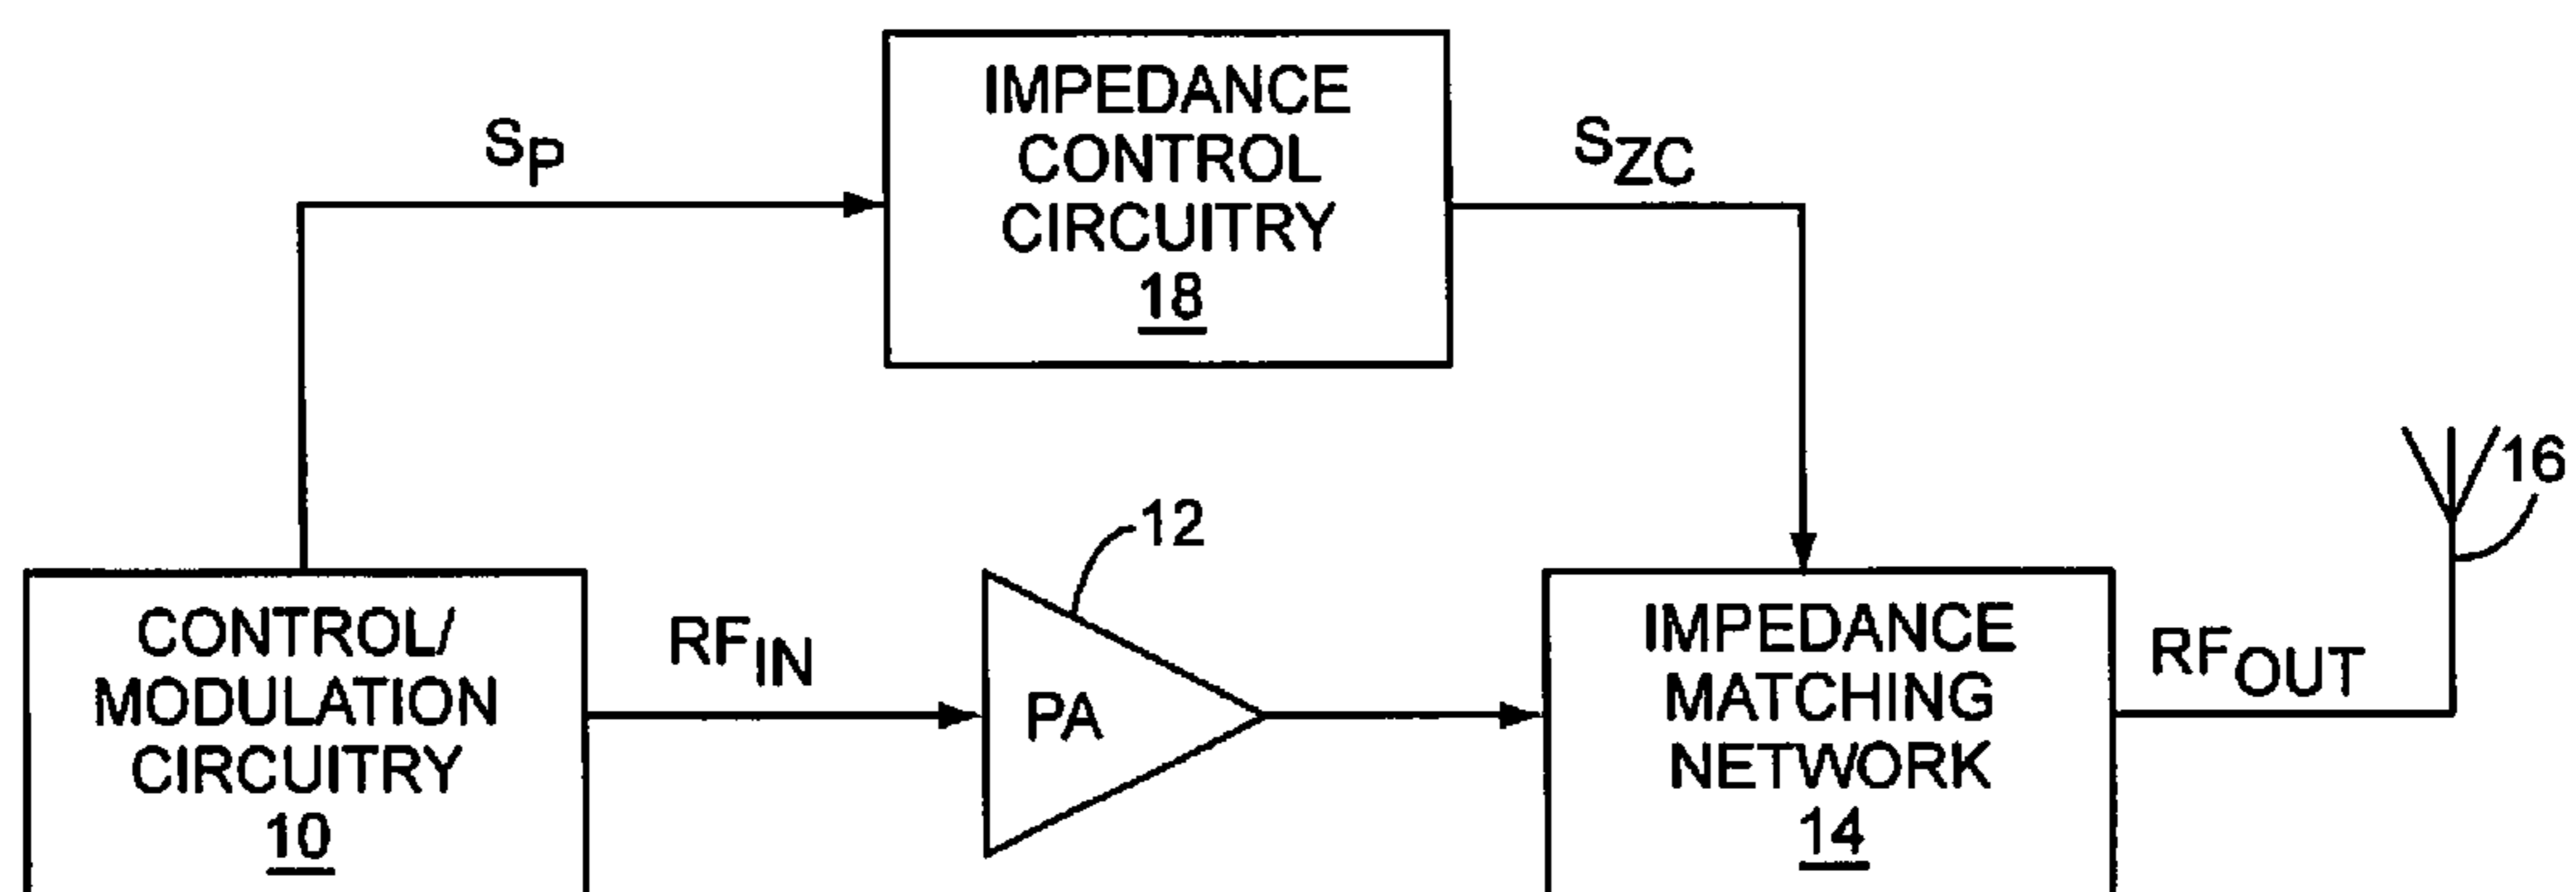 IMPEDANCE
CONTROL
CIRCUITRY
18
SP
SZC
16
12
CONTROL/
MODULATION
CIRCUITRY
10
RFIN
PA
IMPEDANCE
MATCHING
NETWORK
14
RFOUT